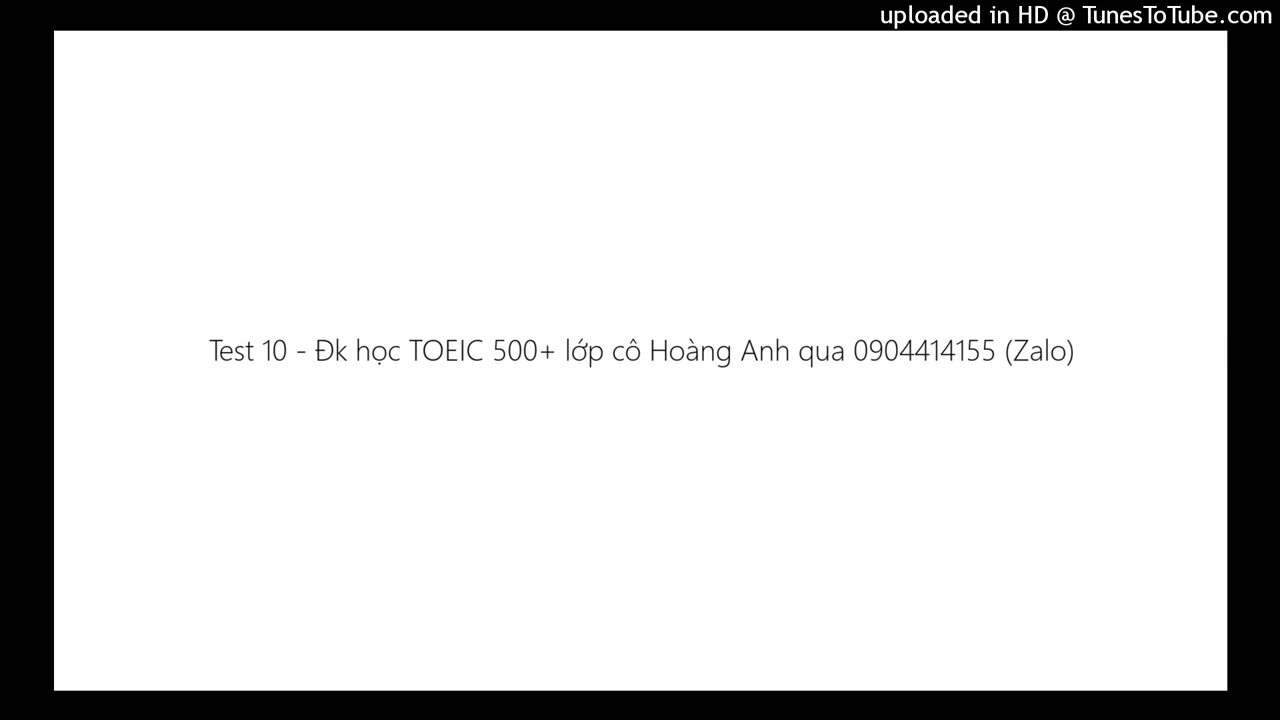 uploaded in HD @ TunesToTube.com
Test 10 - Đk học TOEIC 500+ lớp cô Hoàng Anh qua 0904414155 (Zalo)